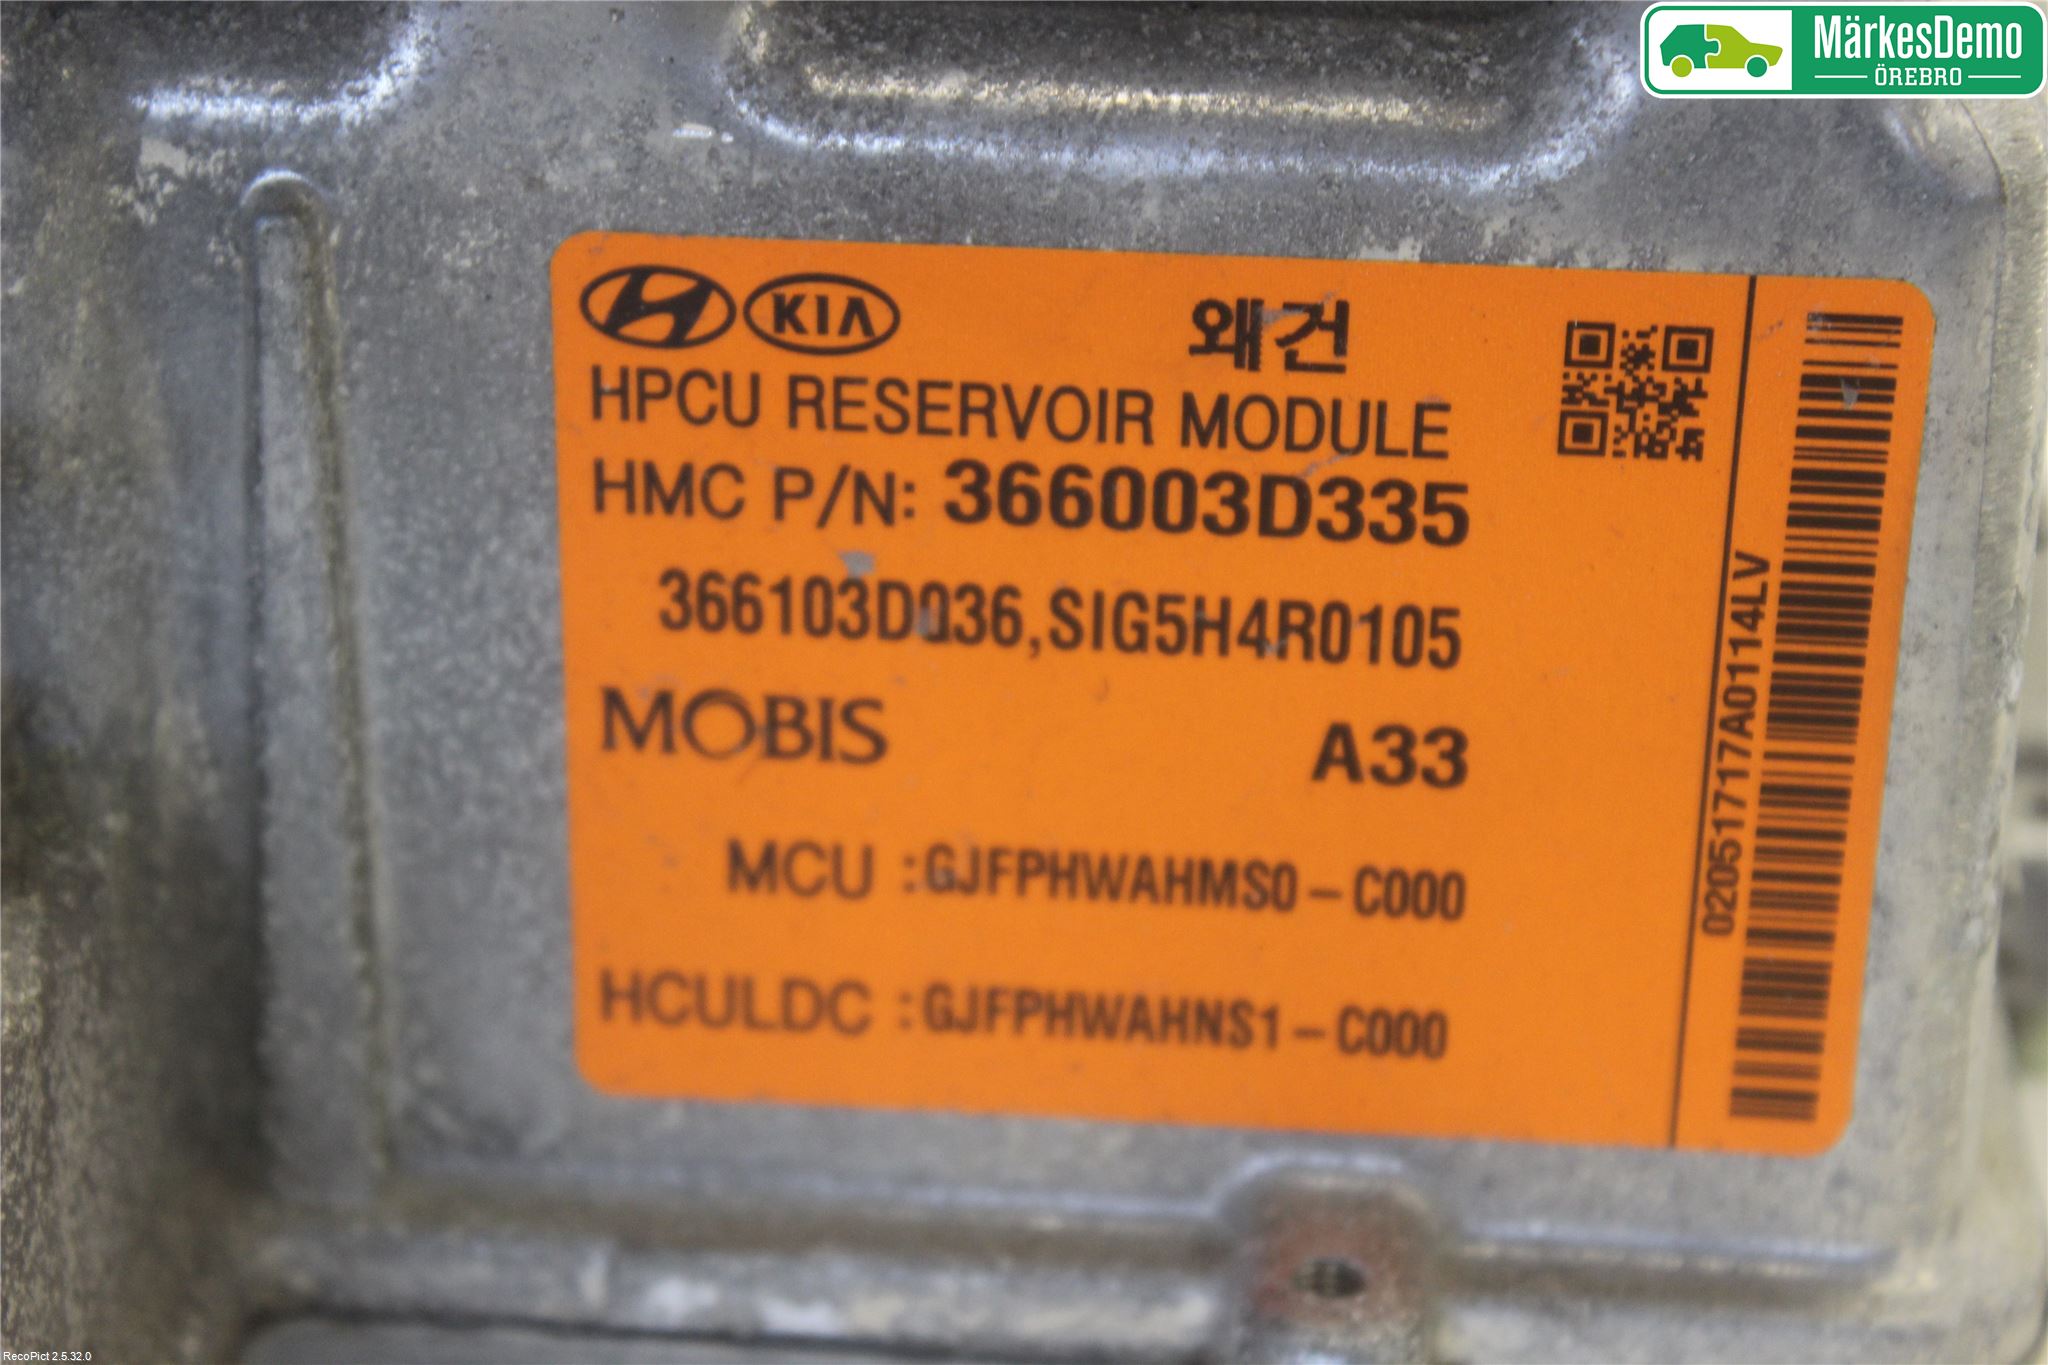 MärkesDemo
ÖREBRO
KIA
왜건
HPCU RESERVOIR MODULE
HMC P/N: 366003D335
366103D036,SIG5H4R0105
MOBIS
A33
MCU :GJFPHWAHMS0-C000
HCULDC :GJFPHWAHNS1-C000
0205171717A0114LV
RecoPict 2.5.32.0